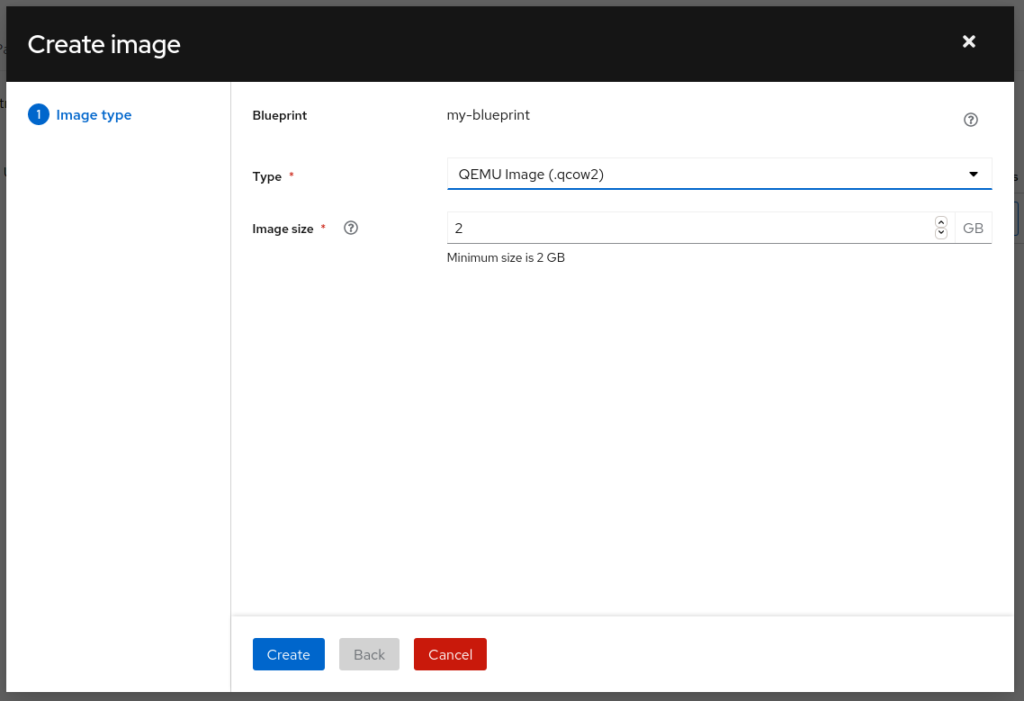 Create image
1 Image type
Blueprint my-blueprint
Type * QEMU Image (.qcow2)
Image size * 2 GB
Minimum size is 2 GB
Create Back Cancel